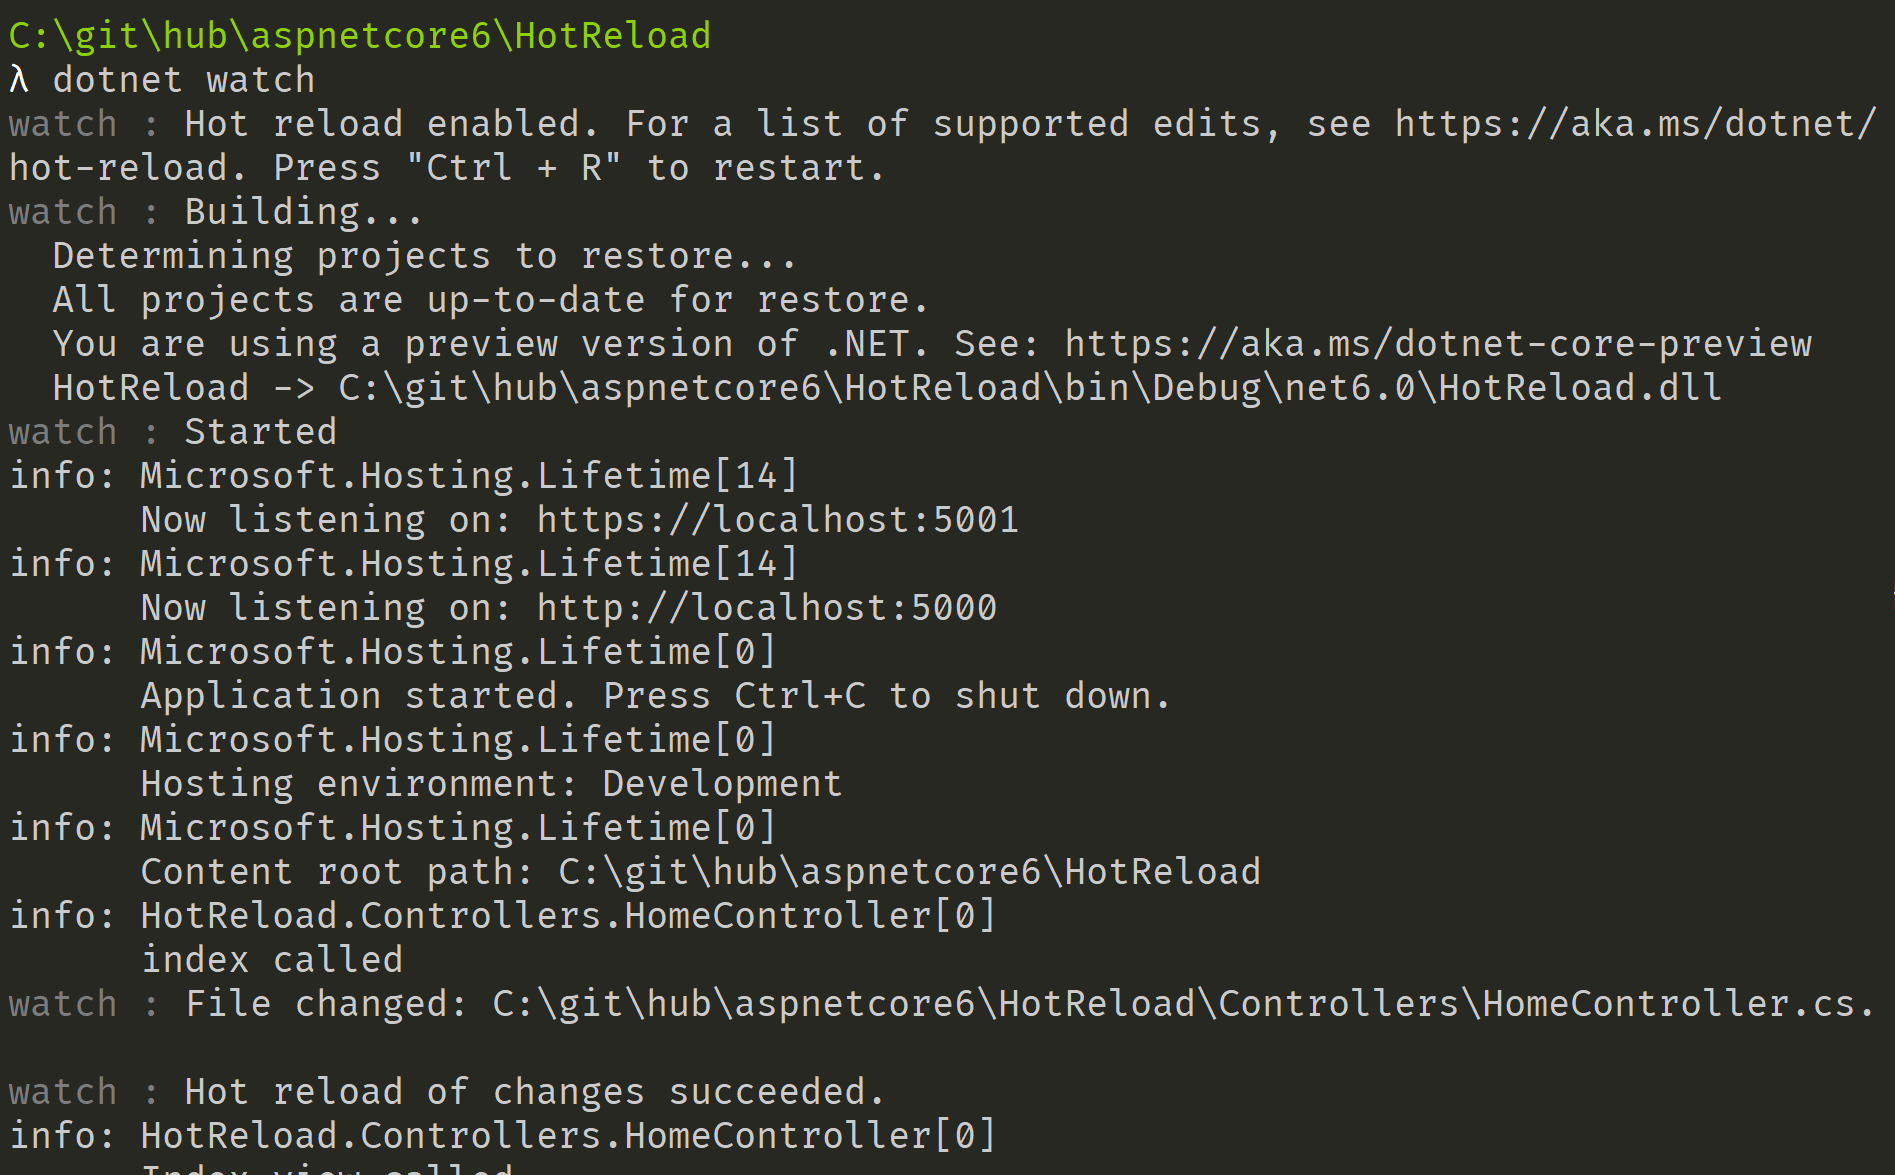 C:\git\hub\aspnetcore6\HotReload
λ dotnet watch
watch : Hot reload enabled. For a list of supported edits, see https://aka.ms/dotnet/
hot-reload. Press "Ctrl + R" to restart.
watch : Building...
  Determining projects to restore...
  All projects are up-to-date for restore.
  You are using a preview version of .NET. See: https://aka.ms/dotnet-core-preview
  HotReload -> C:\git\hub\aspnetcore6\HotReload\bin\Debug\net6.0\HotReload.dll
watch : Started
info: Microsoft.Hosting.Lifetime[14]
      Now listening on: https://localhost:5001
info: Microsoft.Hosting.Lifetime[14]
      Now listening on: http://localhost:5000
info: Microsoft.Hosting.Lifetime[0]
      Application started. Press Ctrl+C to shut down.
info: Microsoft.Hosting.Lifetime[0]
      Hosting environment: Development
info: Microsoft.Hosting.Lifetime[0]
      Content root path: C:\git\hub\aspnetcore6\HotReload
info: HotReload.Controllers.HomeController[0]
      index called
watch : File changed: C:\git\hub\aspnetcore6\HotReload\Controllers\HomeController.cs.
watch : Hot reload of changes succeeded.
info: HotReload.Controllers.HomeController[0]
      Index view called